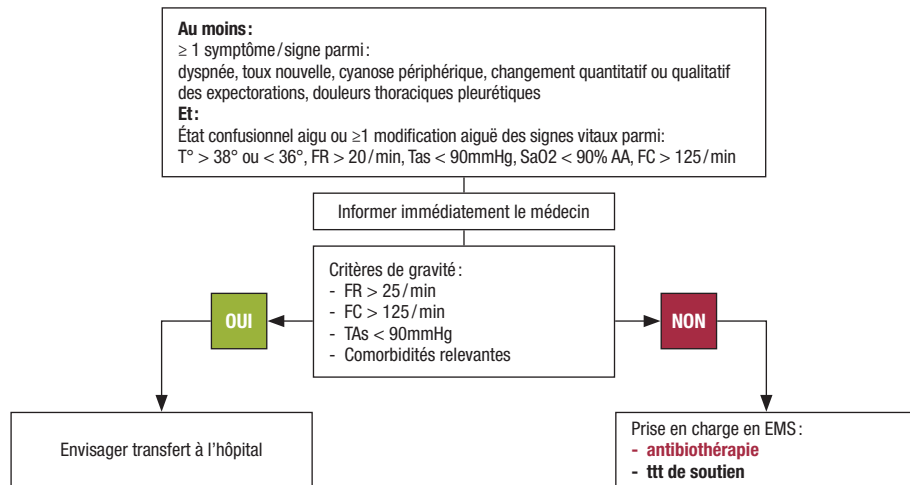 Au moins :
≥ 1 symptôme/signe parmi :
dyspnée, toux nouvelle, cyanose périphérique, changement quantitatif ou qualitatif
des expectorations, douleurs thoraciques pleurétiques
Et :
État confusionnel aigu ou ≥1 modification aiguë des signes vitaux parmi:
T° > 38° ou < 36°, FR > 20/min, Tas < 90mmHg, SaO2 < 90% AA, FC > 125/min
Informer immédiatement le médecin
Critères de gravité :
- FR > 25/min
- FC > 125/min
- TAs < 90mmHg
- Comorbidités relevantes
OUI
NON
Envisager transfert à l'hôpital
Prise en charge en EMS :
- antibiothérapie
- ttt de soutien